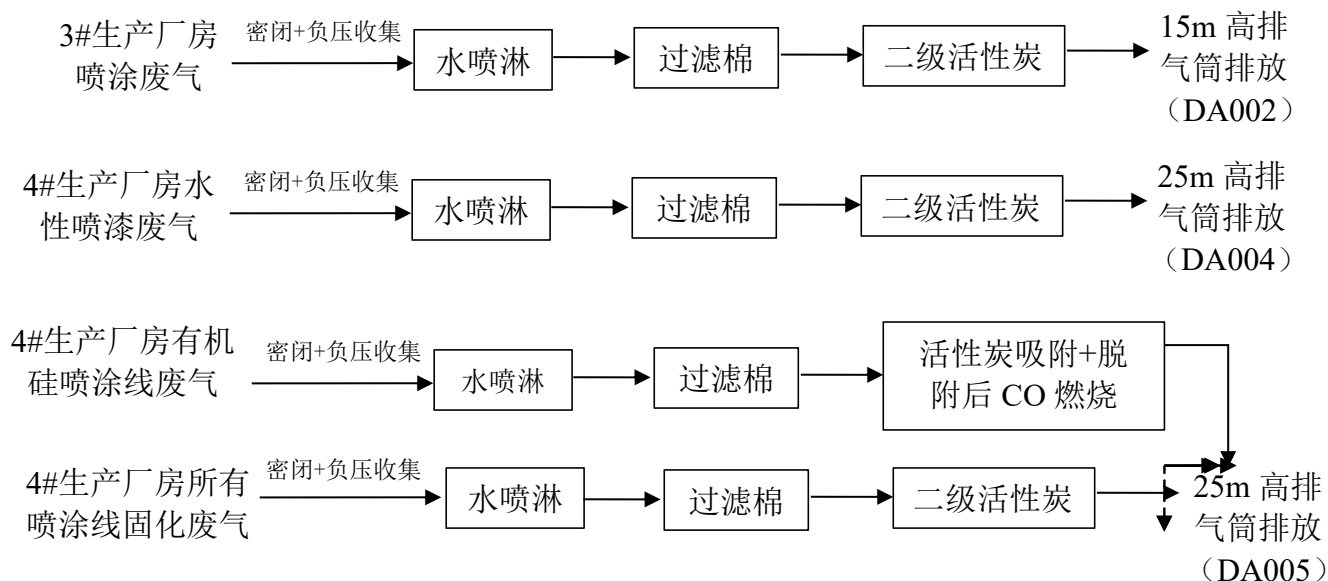 3#生产厂房
喷涂废气
密闭+负压收集
水喷淋
过滤棉
二级活性炭
15m 高排
气筒排放
（DA002）
4#生产厂房水
性喷漆废气
密闭+负压收集
水喷淋
过滤棉
二级活性炭
25m 高排
气筒排放
（DA004）
4#生产厂房有机
硅喷涂线废气
密闭+负压收集
水喷淋
过滤棉
活性炭吸附+脱
附后 CO 燃烧
4#生产厂房所有
喷涂线固化废气
密闭+负压收集
水喷淋
过滤棉
二级活性炭
25m 高排
气筒排放
（DA005）